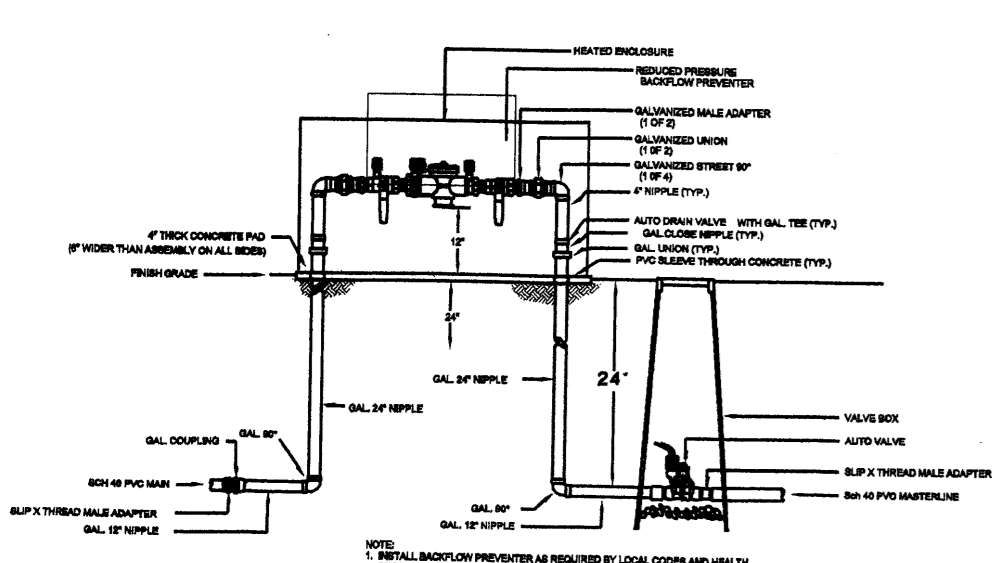 HEATED ENCLOSURE
REDUCED PRESSURE
BACKFLOW PREVENTER
GALVANIZED MALE ADAPTER
(1 OF 2)
GALVANIZED UNION
(1 OF 2)
GALVANIZED STREET 90°
(1 OF 4)
4" NIPPLE (TYP.)
AUTO DRAIN VALVE WITH GAL. TEE (TYP.)
GAL.CLOSE NIPPLE (TYP.)
GAL. UNION (TYP.)
PVC SLEEVE THROUGH CONCRETE (TYP.)
4" THICK CONCRETE PAD
(6" WIDER THAN ASSEMBLY ON ALL SIDES)
FINISH GRADE
12"
24"
24"
GAL. 24" NIPPLE
GAL. 24" NIPPLE
GAL. COUPLING
GAL. 90°
SCH 40 PVC MAIN
SLIP X THREAD MALE ADAPTER
GAL. 12" NIPPLE
VALVE BOX
AUTO VALVE
SLIP X THREAD MALE ADAPTER
Sch 40 PVC MASTERLINE
GAL. 90°
GAL. 12" NIPPLE
NOTE:
1. INSTALL BACKFLOW PREVENTER AS REQUIRED BY LOCAL CODES AND HEALTH